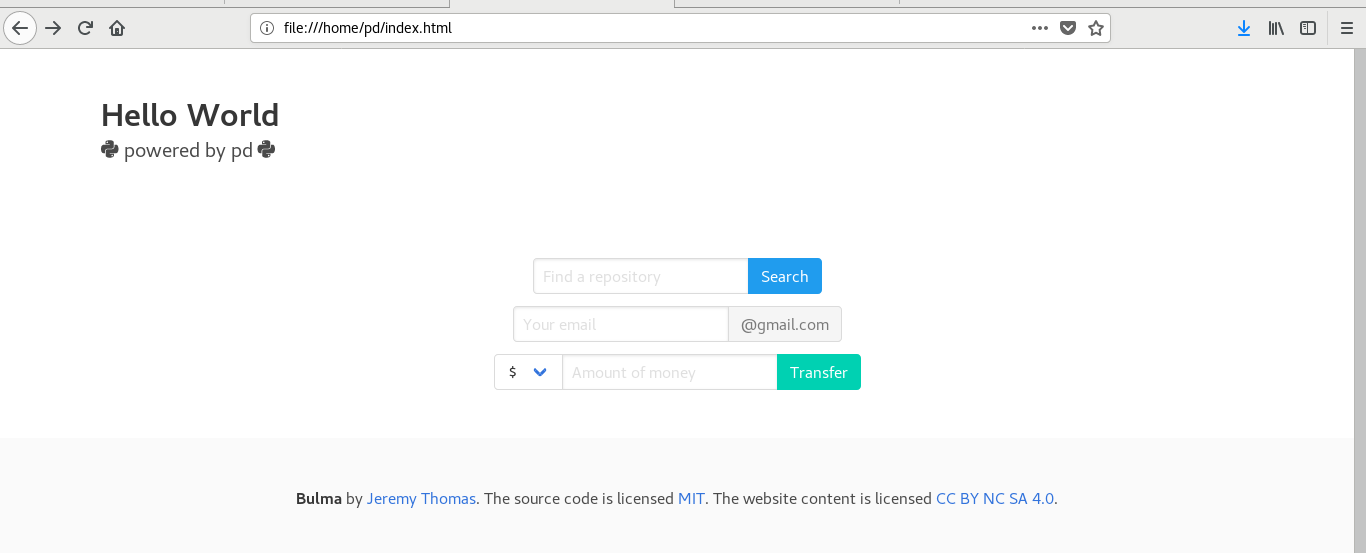 file:///home/pd/index.html
Hello World
powered by pd
Find a repository Search
Your email @gmail.com
$ Amount of money Transfer
Bulma by Jeremy Thomas. The source code is licensed MIT. The website content is licensed CC BY NC SA 4.0.